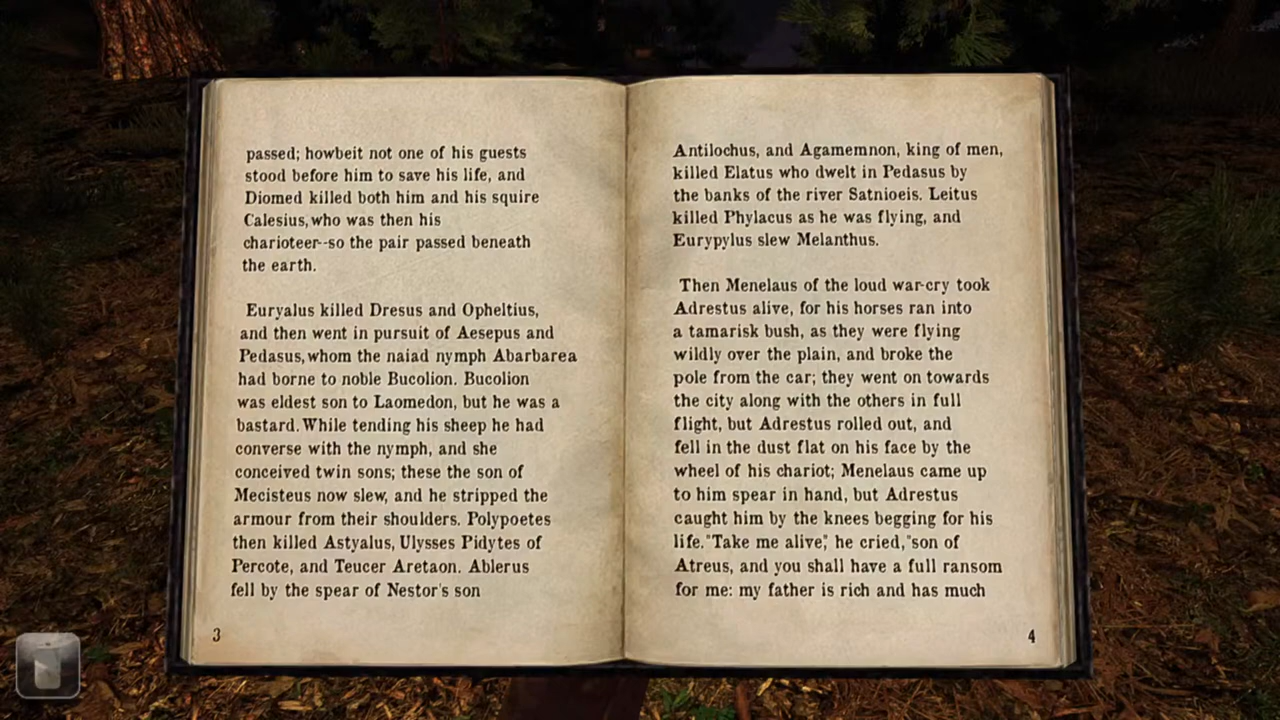 passed; howbeit not one of his guests
stood before him to save his life, and
Diomed killed both him and his squire
Calesius, who was then his
charioteer--so the pair passed beneath
the earth.
Euryalus killed Dresus and Opheltius,
and then went in pursuit of Aesepus and
Pedasus, whom the naiad nymph Abarbarea
had borne to noble Bucolion. Bucolion
was eldest son to Laomedon, but he was a
bastard. While tending his sheep he had
converse with the nymph, and she
conceived twin sons; these the son of
Mecisteus now slew, and he stripped the
armour from their shoulders. Polypoetes
then killed Astyalus, Ulysses Pidytes of
Percote, and Teucer Aretaon. Ablerus
fell by the spear of Nestor's son
3
Antilochus, and Agamemnon, king of men,
killed Elatus who dwelt in Pedasus by
the banks of the river Satnioeis. Leitus
killed Phylacus as he was flying, and
Eurypylus slew Melanthus.
Then Menelaus of the loud war-cry took
Adrestus alive, for his horses ran into
a tamarisk bush, as they were flying
wildly over the plain, and broke the
pole from the car; they went on towards
the city along with the others in full
flight, but Adrestus rolled out, and
fell in the dust flat on his face by the
wheel of his chariot; Menelaus came up
to him spear in hand, but Adrestus
caught him by the knees begging for his
life. "Take me alive," he cried, "son of
Atreus, and you shall have a full ransom
for me: my father is rich and has much
4